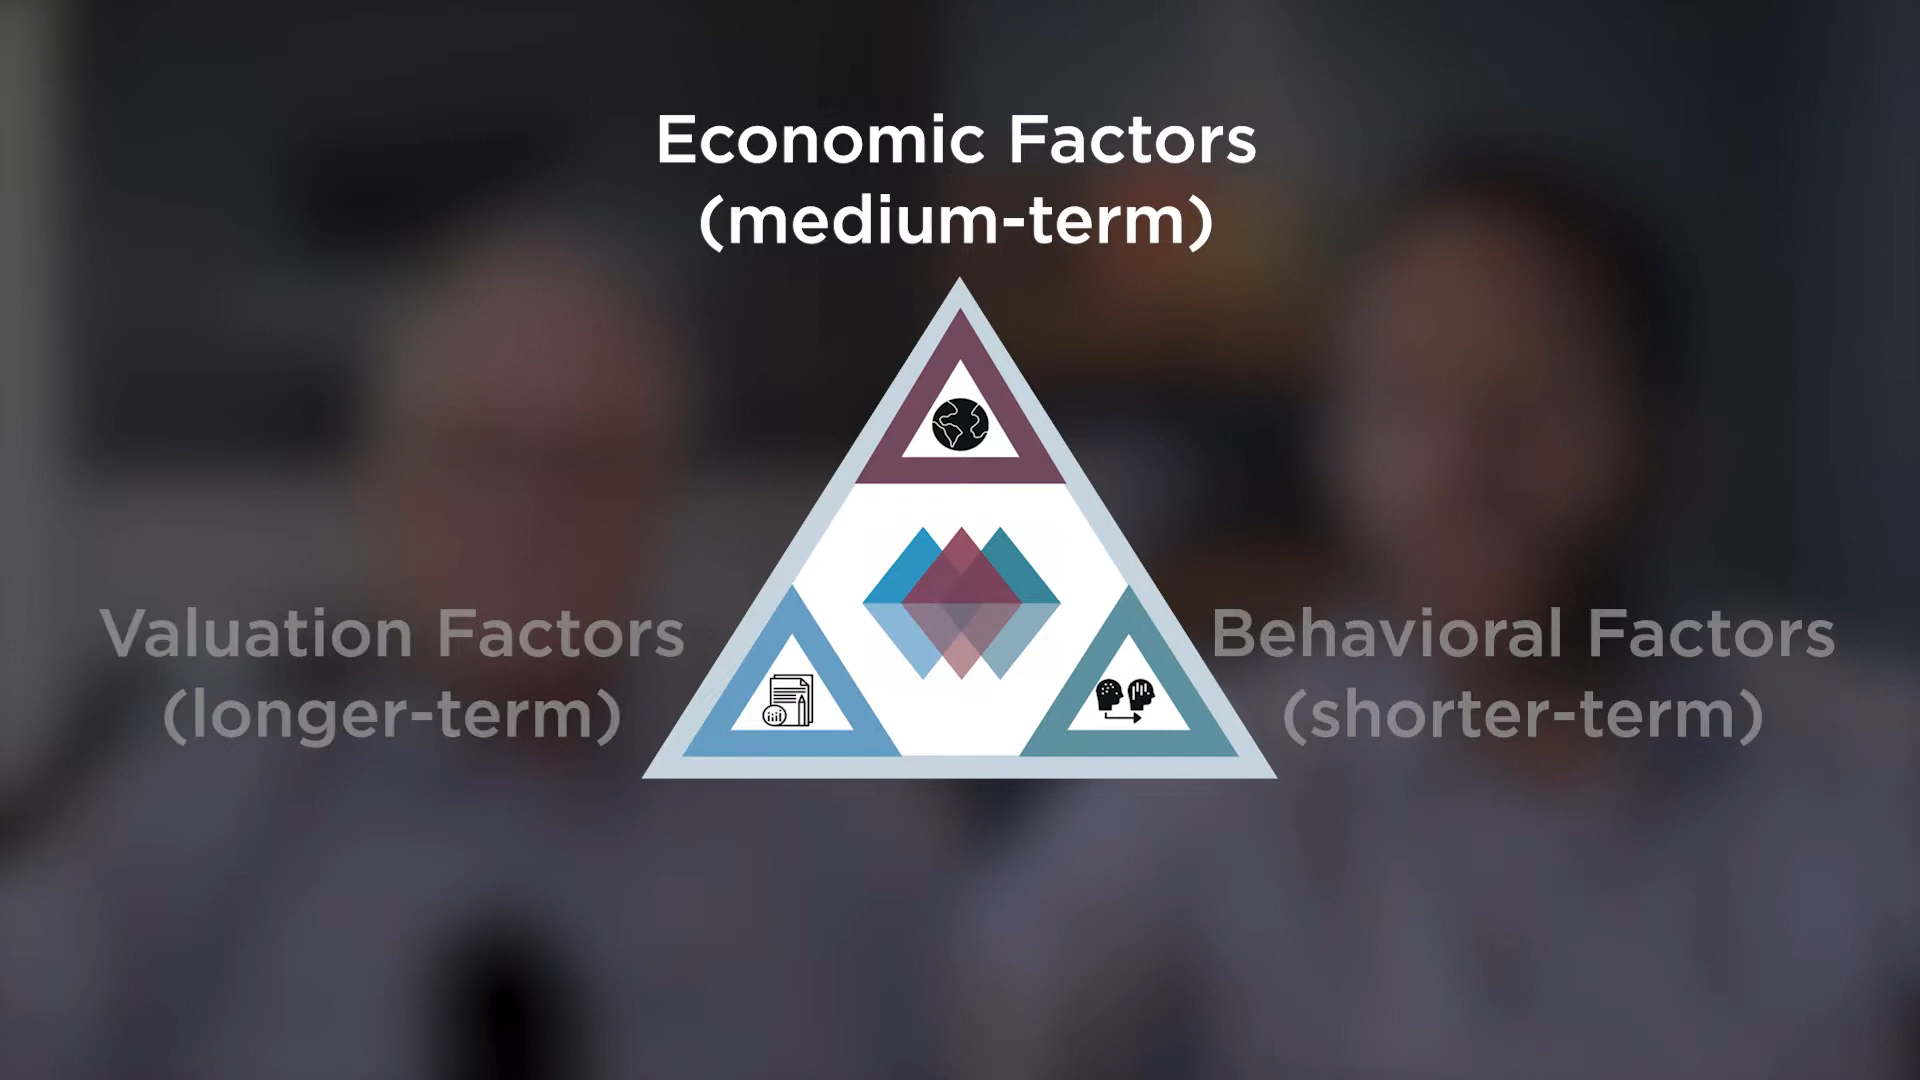 Economic Factors
(medium-term)
Valuation Factors
(longer-term)
Behavioral Factors
(shorter-term)